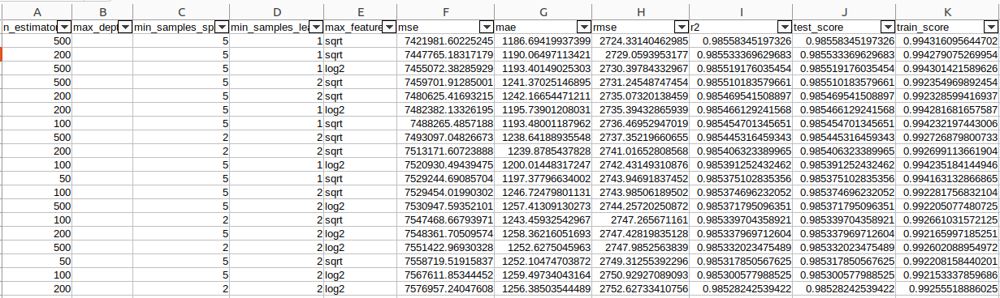 A B C D E F G H I J K
n_estimator max_dept min_samples_sp min_samples_lea max_feature mse mae rmse r2 test_score train_score
500 5 1 sqrt 7421981.60225245 1186.69419937399 2724.33140462985 0.98558345197326 0.98558345197326 0.994316095644702
200 5 1 sqrt 7447765.18317179 1190.06497113421 2729.0593953177 0.985533369629683 0.985533369629683 0.994279075269954
500 5 1 log2 7455072.38285929 1193.40149025303 2730.39784332967 0.985519176035454 0.985519176035454 0.994301421589626
500 5 2 sqrt 7459701.91285001 1241.37025146895 2731.24548747454 0.985510183579661 0.985510183579661 0.992354969892454
200 5 2 sqrt 7480625.41693215 1242.16654471211 2735.07320138459 0.985469541508897 0.985469541508897 0.992328599416937
200 5 1 log2 7482382.13326195 1195.73901208031 2735.39432865939 0.985466129241568 0.985466129241568 0.994281681657587
100 5 1 sqrt 7488265.4857188 1193.48001187962 2736.46952947019 0.985454701345651 0.985454701345651 0.994232197443006
500 2 2 sqrt 7493097.04826673 1238.64188935548 2737.35219660655 0.985445316459343 0.985445316459343 0.992726879800733
200 2 2 sqrt 7513171.60723888 1239.8785437828 2741.01652808568 0.985406323389965 0.985406323389965 0.992699113661904
100 5 1 log2 7520930.49439475 1200.01448317247 2742.43149310876 0.985391252432462 0.985391252432462 0.994235184144946
50 5 1 sqrt 7529244.69085704 1197.37796634002 2743.94691837452 0.985375102835356 0.985375102835356 0.994163132866865
100 5 2 sqrt 7529454.01990302 1246.72479801131 2743.98506189502 0.985374696232052 0.985374696232052 0.992281756832104
500 5 2 log2 7530947.59352101 1257.41309130273 2744.25720250872 0.985371795096351 0.985371795096351 0.992205077480725
100 2 2 sqrt 7547468.66793971 1243.45932542967 2747.265671161 0.985339704358921 0.985339704358921 0.992661031572125
200 5 2 log2 7548361.70509574 1258.36216051693 2747.42819835128 0.985337969712604 0.985337969712604 0.992165997185251
500 2 2 log2 7551422.96930328 1252.6275045963 2747.9852563839 0.985332023475489 0.985332023475489 0.992602088954972
50 5 2 sqrt 7558719.51915837 1252.10474703872 2749.31255392296 0.985317850567625 0.985317850567625 0.992208158440201
100 5 2 log2 7567611.85344452 1259.49734043164 2750.92927089093 0.985300577988525 0.985300577988525 0.992153337859686
200 2 2 log2 7576957.24047608 1256.38503544489 2752.62733410756 0.98528242539422 0.98528242539422 0.99255518886025